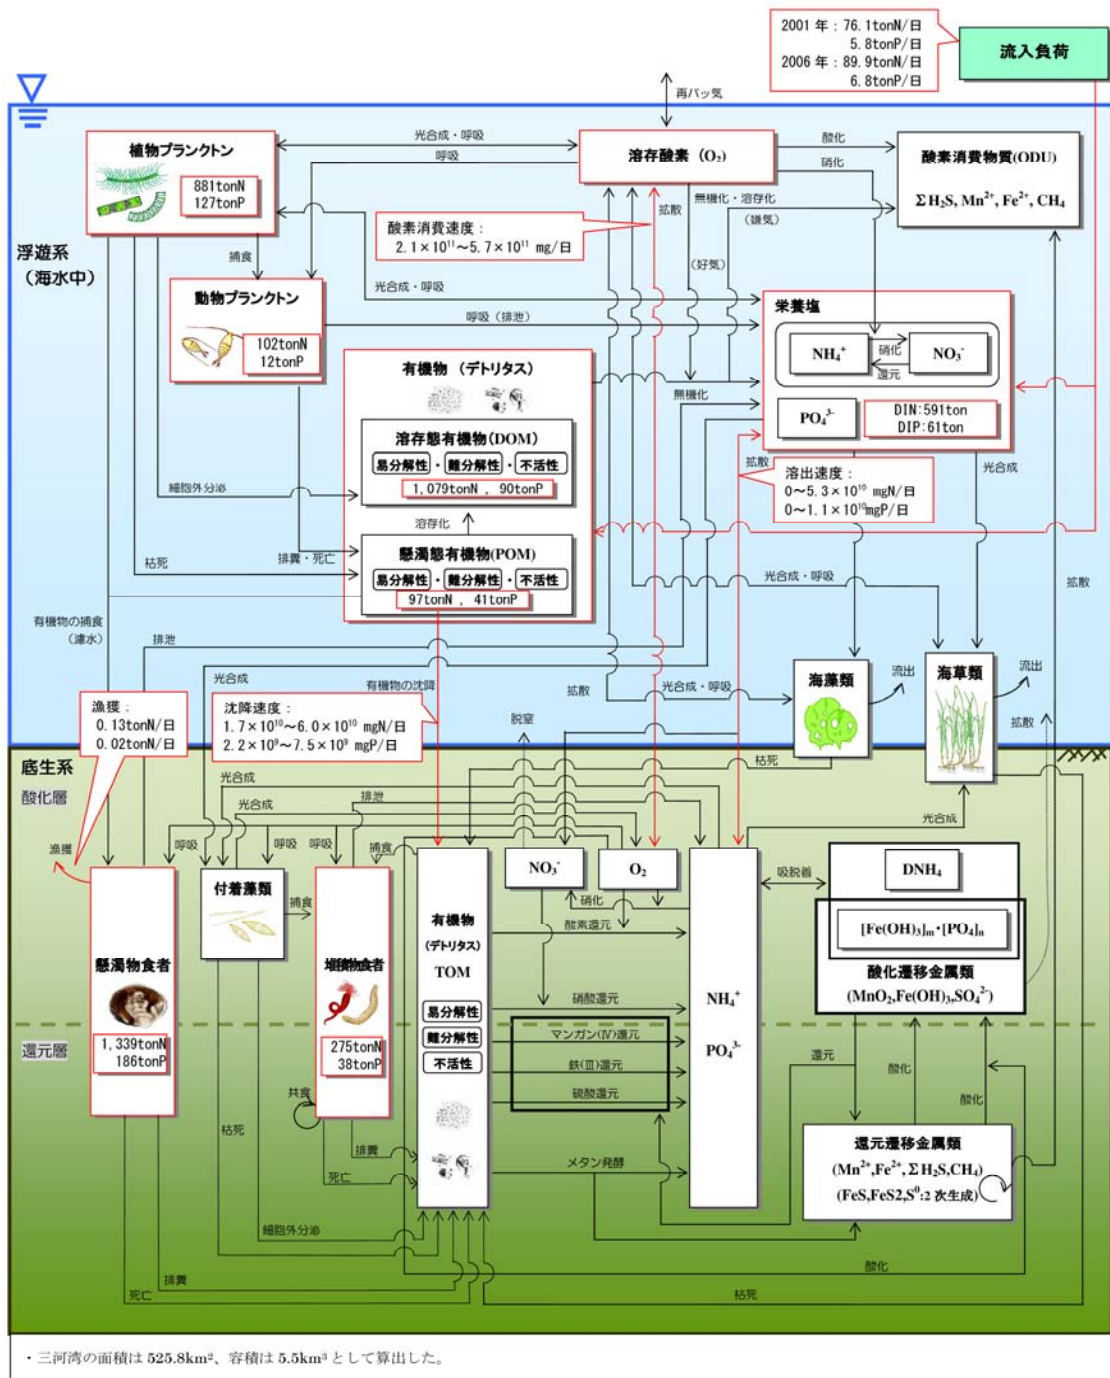 2001 年：76.1tonN/日
5.8tonP/日
2006 年：89.9tonN/日
6.8tonP/日
流入負荷
再バッ気
植物プランクトン
881tonN
127tonP
光合成・呼吸
呼吸
溶存酸素（O₂）
酸化
硝化
酸素消費物質(ODU)
ΣH₂S, Mn²⁺, Fe²⁺, CH₄
無機化・溶存化
（嫌気）
拡散
酸素消費速度：
2.1×10¹¹～5.7×10¹¹ mg/日
（好気）
浮遊系
（海水中）
捕食
動物プランクトン
102tonN
12tonP
光合成・呼吸
呼吸（排泄）
栄養塩
NH₄⁺
硝化
還元
NO₃⁻
PO₄³⁻
DIN:591ton
DIP:61ton
有機物 （デトリタス）
無機化
溶存態有機物(DOM)
易分解性・難分解性・不活性
1,079tonN , 90tonP
細胞外分泌
溶存化
懸濁態有機物(POM)
易分解性・難分解性・不活性
97tonN , 41tonP
枯死
排糞・死亡
拡散
溶出速度：
0～5.3×10¹⁰ mgN/日
0～1.1×10¹⁰mgP/日
光合成
光合成・呼吸
拡散
有機物の捕食
（濾水）
排泄
光合成
有機物の沈降
拡散
光合成・呼吸
海藻類
流出
海草類
流出
拡散
漁獲：
0.13tonN/日
0.02tonN/日
沈降速度：
1.7×10¹⁰～6.0×10¹⁰ mgN/日
2.2×10⁹～7.5×10⁹ mgP/日
脱窒
底生系
酸化層
枯死
光合成
光合成
排泄
光合成
漁獲
呼吸
呼吸
呼吸
捕食
懸濁物食者
1,339tonN
186tonP
付着藻類
捕食
堆積物食者
275tonN
38tonP
共食
有機物
(デトリタス)
TOM
易分解性
難分解性
不活性
NO₃⁻
O₂
硝化
酸素還元
硝酸還元
マンガン(Ⅳ)還元
鉄(Ⅲ)還元
硫酸還元
メタン発酵
NH₄⁺
PO₄³⁻
吸脱着
DNH₄
[Fe(OH)₃]m・[PO₄]n
酸化遷移金属類
(MnO₂,Fe(OH)₃,SO₄²⁻)
還元層
還元
酸化
酸化
還元遷移金属類
(Mn²⁺,Fe²⁺,ΣH₂S,CH₄)
(FeS,FeS2,S⁰:2 次生成)
枯死
排糞
死亡
細胞外分泌
排糞
死亡
酸化
枯死
・三河湾の面積は 525.8km²、容積は 5.5km³ として算出した。